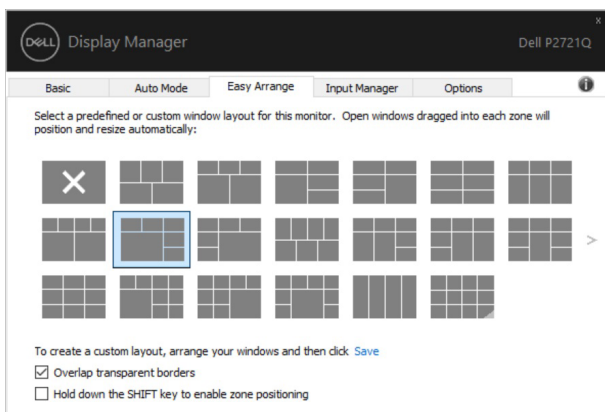 x
DELL Display Manager
Dell P2721Q
Basic
Auto Mode
Easy Arrange
Input Manager
Options
i
Select a predefined or custom window layout for this monitor. Open windows dragged into each zone will
position and resize automatically:
>
To create a custom layout, arrange your windows and then click Save
Overlap transparent borders
Hold down the SHIFT key to enable zone positioning